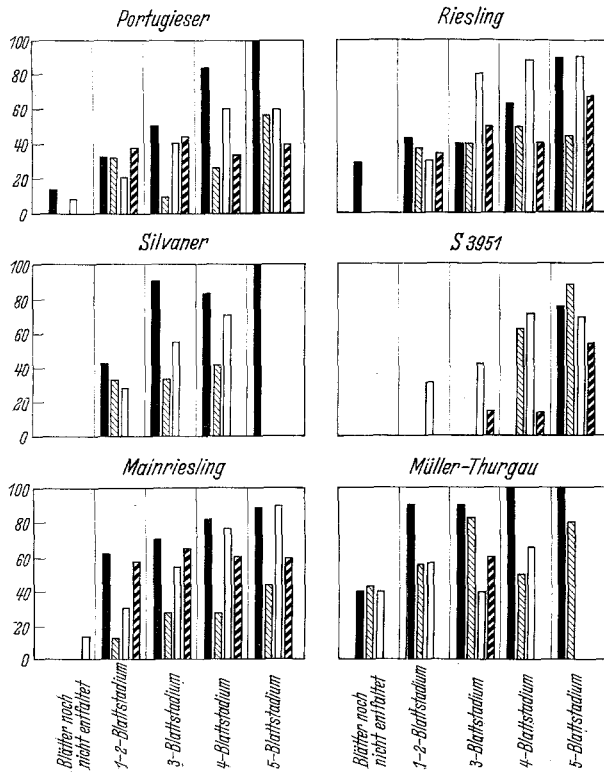 Portugieser
Riesling
100
80
60
40
20
0
Silvaner
S 3951
100
80
60
40
20
0
Mainriesling
Müller-Thurgau
100
80
60
40
20
0
Blätter noch
nicht entfaltet
1-2-Blattstadium
3-Blattstadium
4-Blattstadium
5-Blattstadium
Blätter noch
nicht entfaltet
1-2-Blattstadium
3-Blattstadium
4-Blattstadium
5-Blattstadium